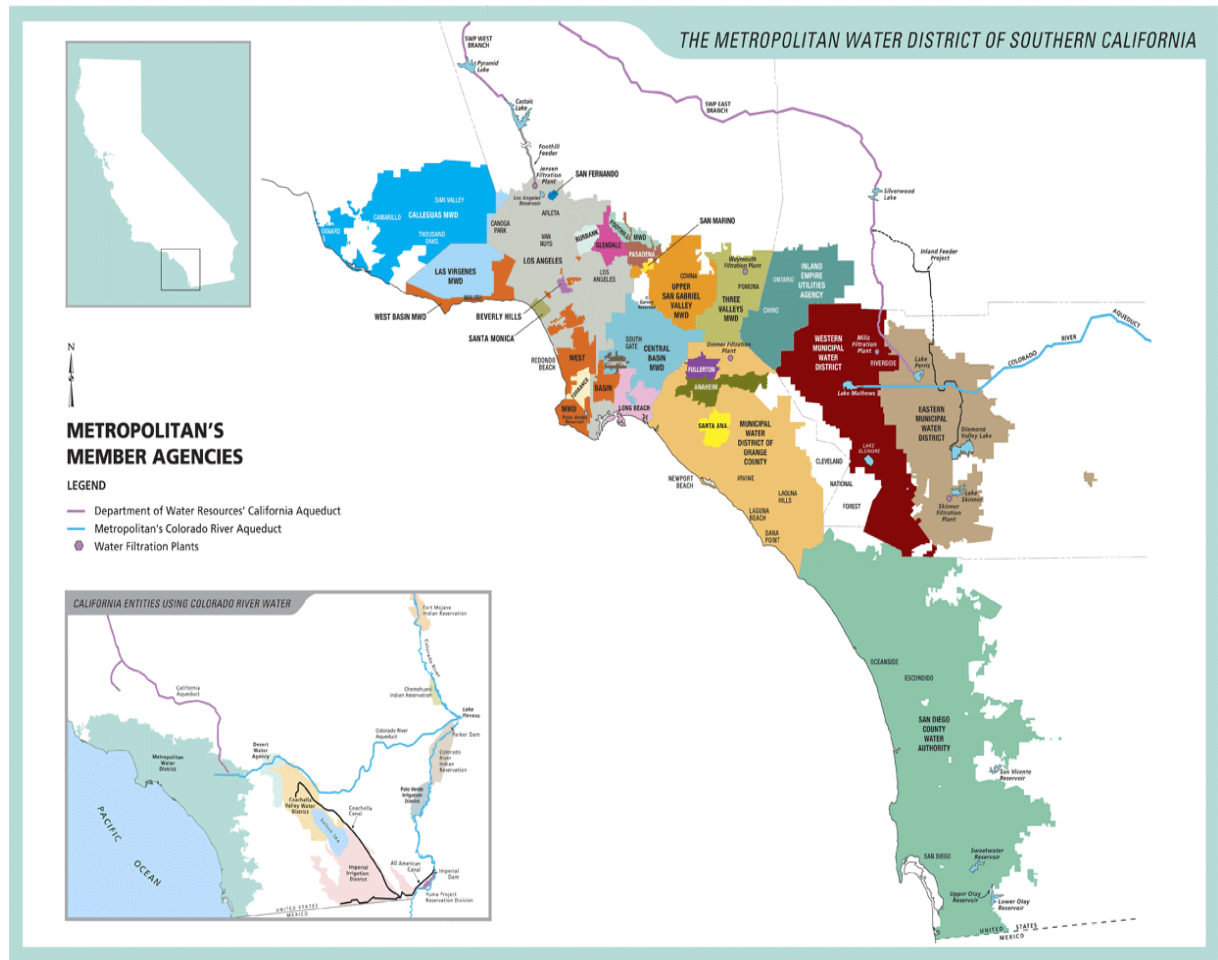 THE METROPOLITAN WATER DISTRICT OF SOUTHERN CALIFORNIA
SWP WEST
BRANCH
Pyramid
Lake
Castaic
Lake
SWP EAST
BRANCH
Foothill
Feeder
Jensen
Filtration
Plant
SAN FERNANDO
Los Angeles
Reservoir
Silverwood
Lake
SIMI VALLEY
CAMARILLO
CALLEGUAS MWD
OXNARD
THOUSAND
OAKS
CANOGA
PARK
ARLETA
VAN
NUYS
BURBANK
GLENDALE
FOOTHILL
MWD
PASADENA
SAN MARINO
LOS ANGELES
LOS
ANGELES
LAS VIRGENES
MWD
MALIBU
WEST BASIN MWD
BEVERLY HILLS
SANTA MONICA
Garvey
Reservoir
COVINA
UPPER
SAN GABRIEL
VALLEY
MWD
Weymouth
Filtration Plant
POMONA
THREE
VALLEYS
MWD
ONTARIO
INLAND
EMPIRE
UTILITIES
AGENCY
CHINO
Inland Feeder
Project
COLORADO
RIVER
AQUEDUCT
REDONDO
BEACH
WEST
BASIN
MWD
TORRANCE
Palos Verdes
Reservoir
SOUTH
GATE
CENTRAL
BASIN
MWD
LONG BEACH
Diemer Filtration
Plant
FULLERTON
ANAHEIM
SANTA ANA
MUNICIPAL
WATER
DISTRICT OF
ORANGE
COUNTY
IRVINE
NEWPORT
BEACH
LAGUNA
HILLS
LAGUNA
BEACH
DANA
POINT
WESTERN
MUNICIPAL
WATER
DISTRICT
Mills
Filtration
Plant
RIVERSIDE
Lake
Perris
Lake Mathews
EASTERN
MUNICIPAL
WATER
DISTRICT
Diamond
Valley Lake
LAKE
ELSINORE
CLEVELAND
NATIONAL
FOREST
Lake
Skinner
Skinner
Filtration
Plant
OCEANSIDE
ESCONDIDO
SAN DIEGO
COUNTY
WATER
AUTHORITY
San Vicente
Reservoir
SAN DIEGO
Sweetwater
Reservoir
Upper Otay
Reservoir
Lower Otay
Reservoir
UNITED STATES
MEXICO
N
METROPOLITAN'S
MEMBER AGENCIES
LEGEND
Department of Water Resources' California Aqueduct
Metropolitan's Colorado River Aqueduct
Water Filtration Plants
CALIFORNIA ENTITIES USING COLORADO RIVER WATER
Fort Mojave
Indian Reservation
Colorado River
Chemehuevi
Indian Reservation
California
Aqueduct
Lake
Havasu
Parker Dam
Colorado River
Aqueduct
Desert
Water
Agency
Metropolitan
Water
District
Colorado
River
Indian
Reservation
Palo Verde
Irrigation
District
Coachella
Valley Water
District
Coachella
Canal
Salton Sea
Imperial
Irrigation
District
All American
Canal
Imperial
Dam
Yuma Project
Reservation Division
PACIFIC
OCEAN
UNITED STATES
MEXICO